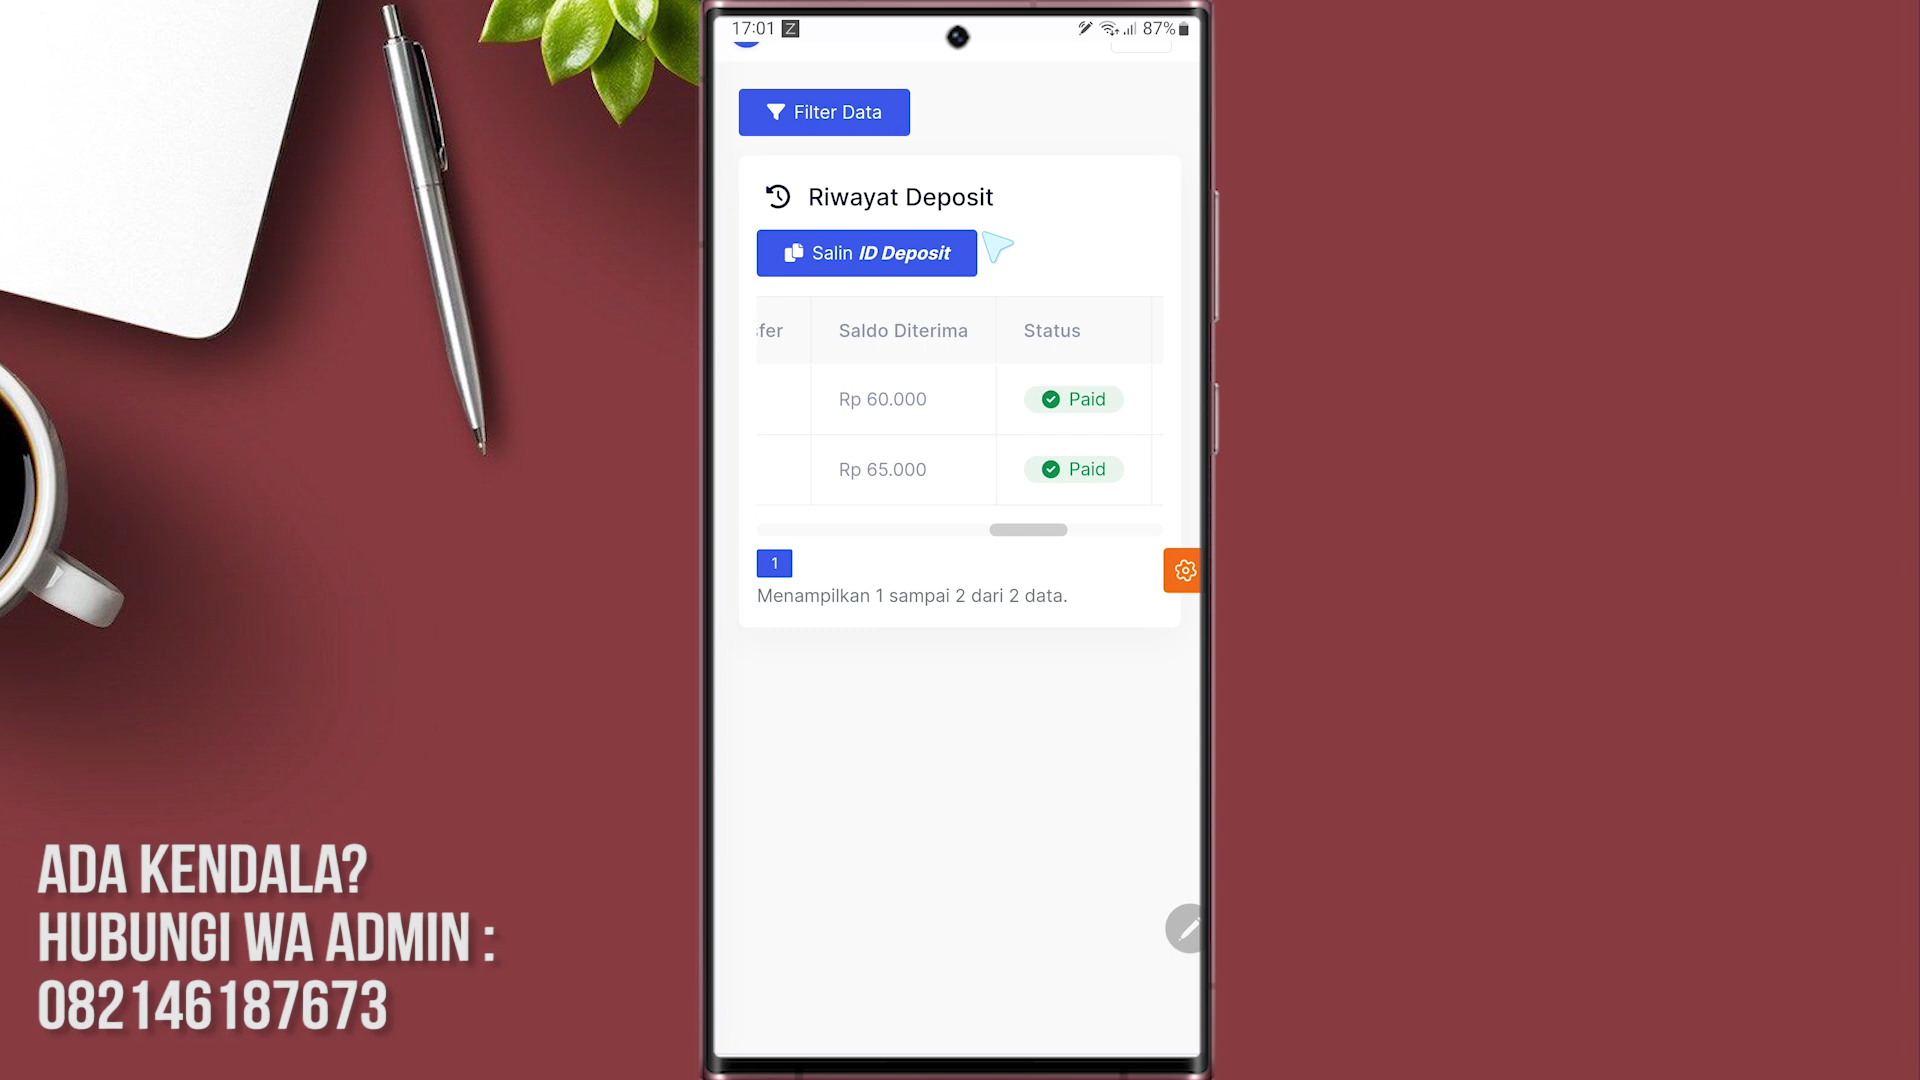 17:01 Z 87%
Filter Data
Riwayat Deposit
Salin ID Deposit
sfer Saldo Diterima Status
Rp 60.000 Paid
Rp 65.000 Paid
1
Menampilkan 1 sampai 2 dari 2 data.
ADA KENDALA?
HUBUNGI WA ADMIN :
082146187673